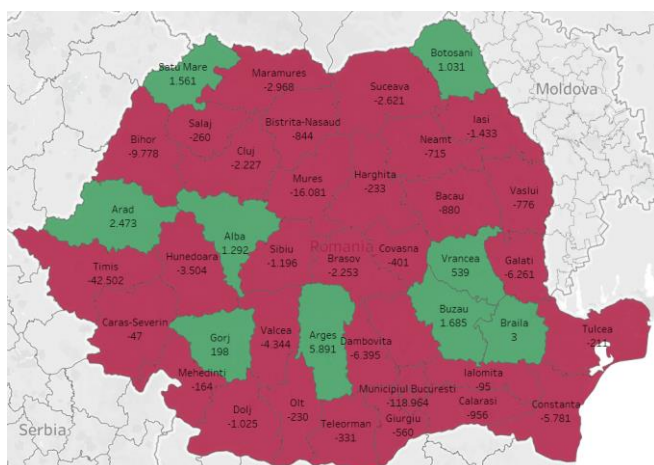 Botosani
1.031
Satu Mare
1.561
Maramures
-2.968
Suceava
-2.621
Moldova
Iasi
-1.433
Salaj
-260
Bistrita-Nasaud
-844
Bihor
-9.778
Cluj
-2.227
Neamt
-715
Mures
-16.081
Harghita
-233
Bacau
-880
Vaslui
-776
Arad
2.473
Alba
1.292
Hunedoara
-3.504
Sibiu
-1.196
Romania
Brasov
-2.253
Covasna
-401
Vrancea
539
Galati
-6.261
Timis
-42.502
Caras-Severin
-47
Gorj
198
Valcea
-4.344
Arges
5.891
Dambovita
-6.395
Buzau
1.685
Braila
3
Tulcea
-211
Mehedinti
-164
Ialomita
-95
Municipiul Bucuresti
-118.964
Calarasi
-956
Constanta
-5.781
Dolj
-1.025
Olt
-230
Teleorman
-331
Giurgiu
-560
Serbia